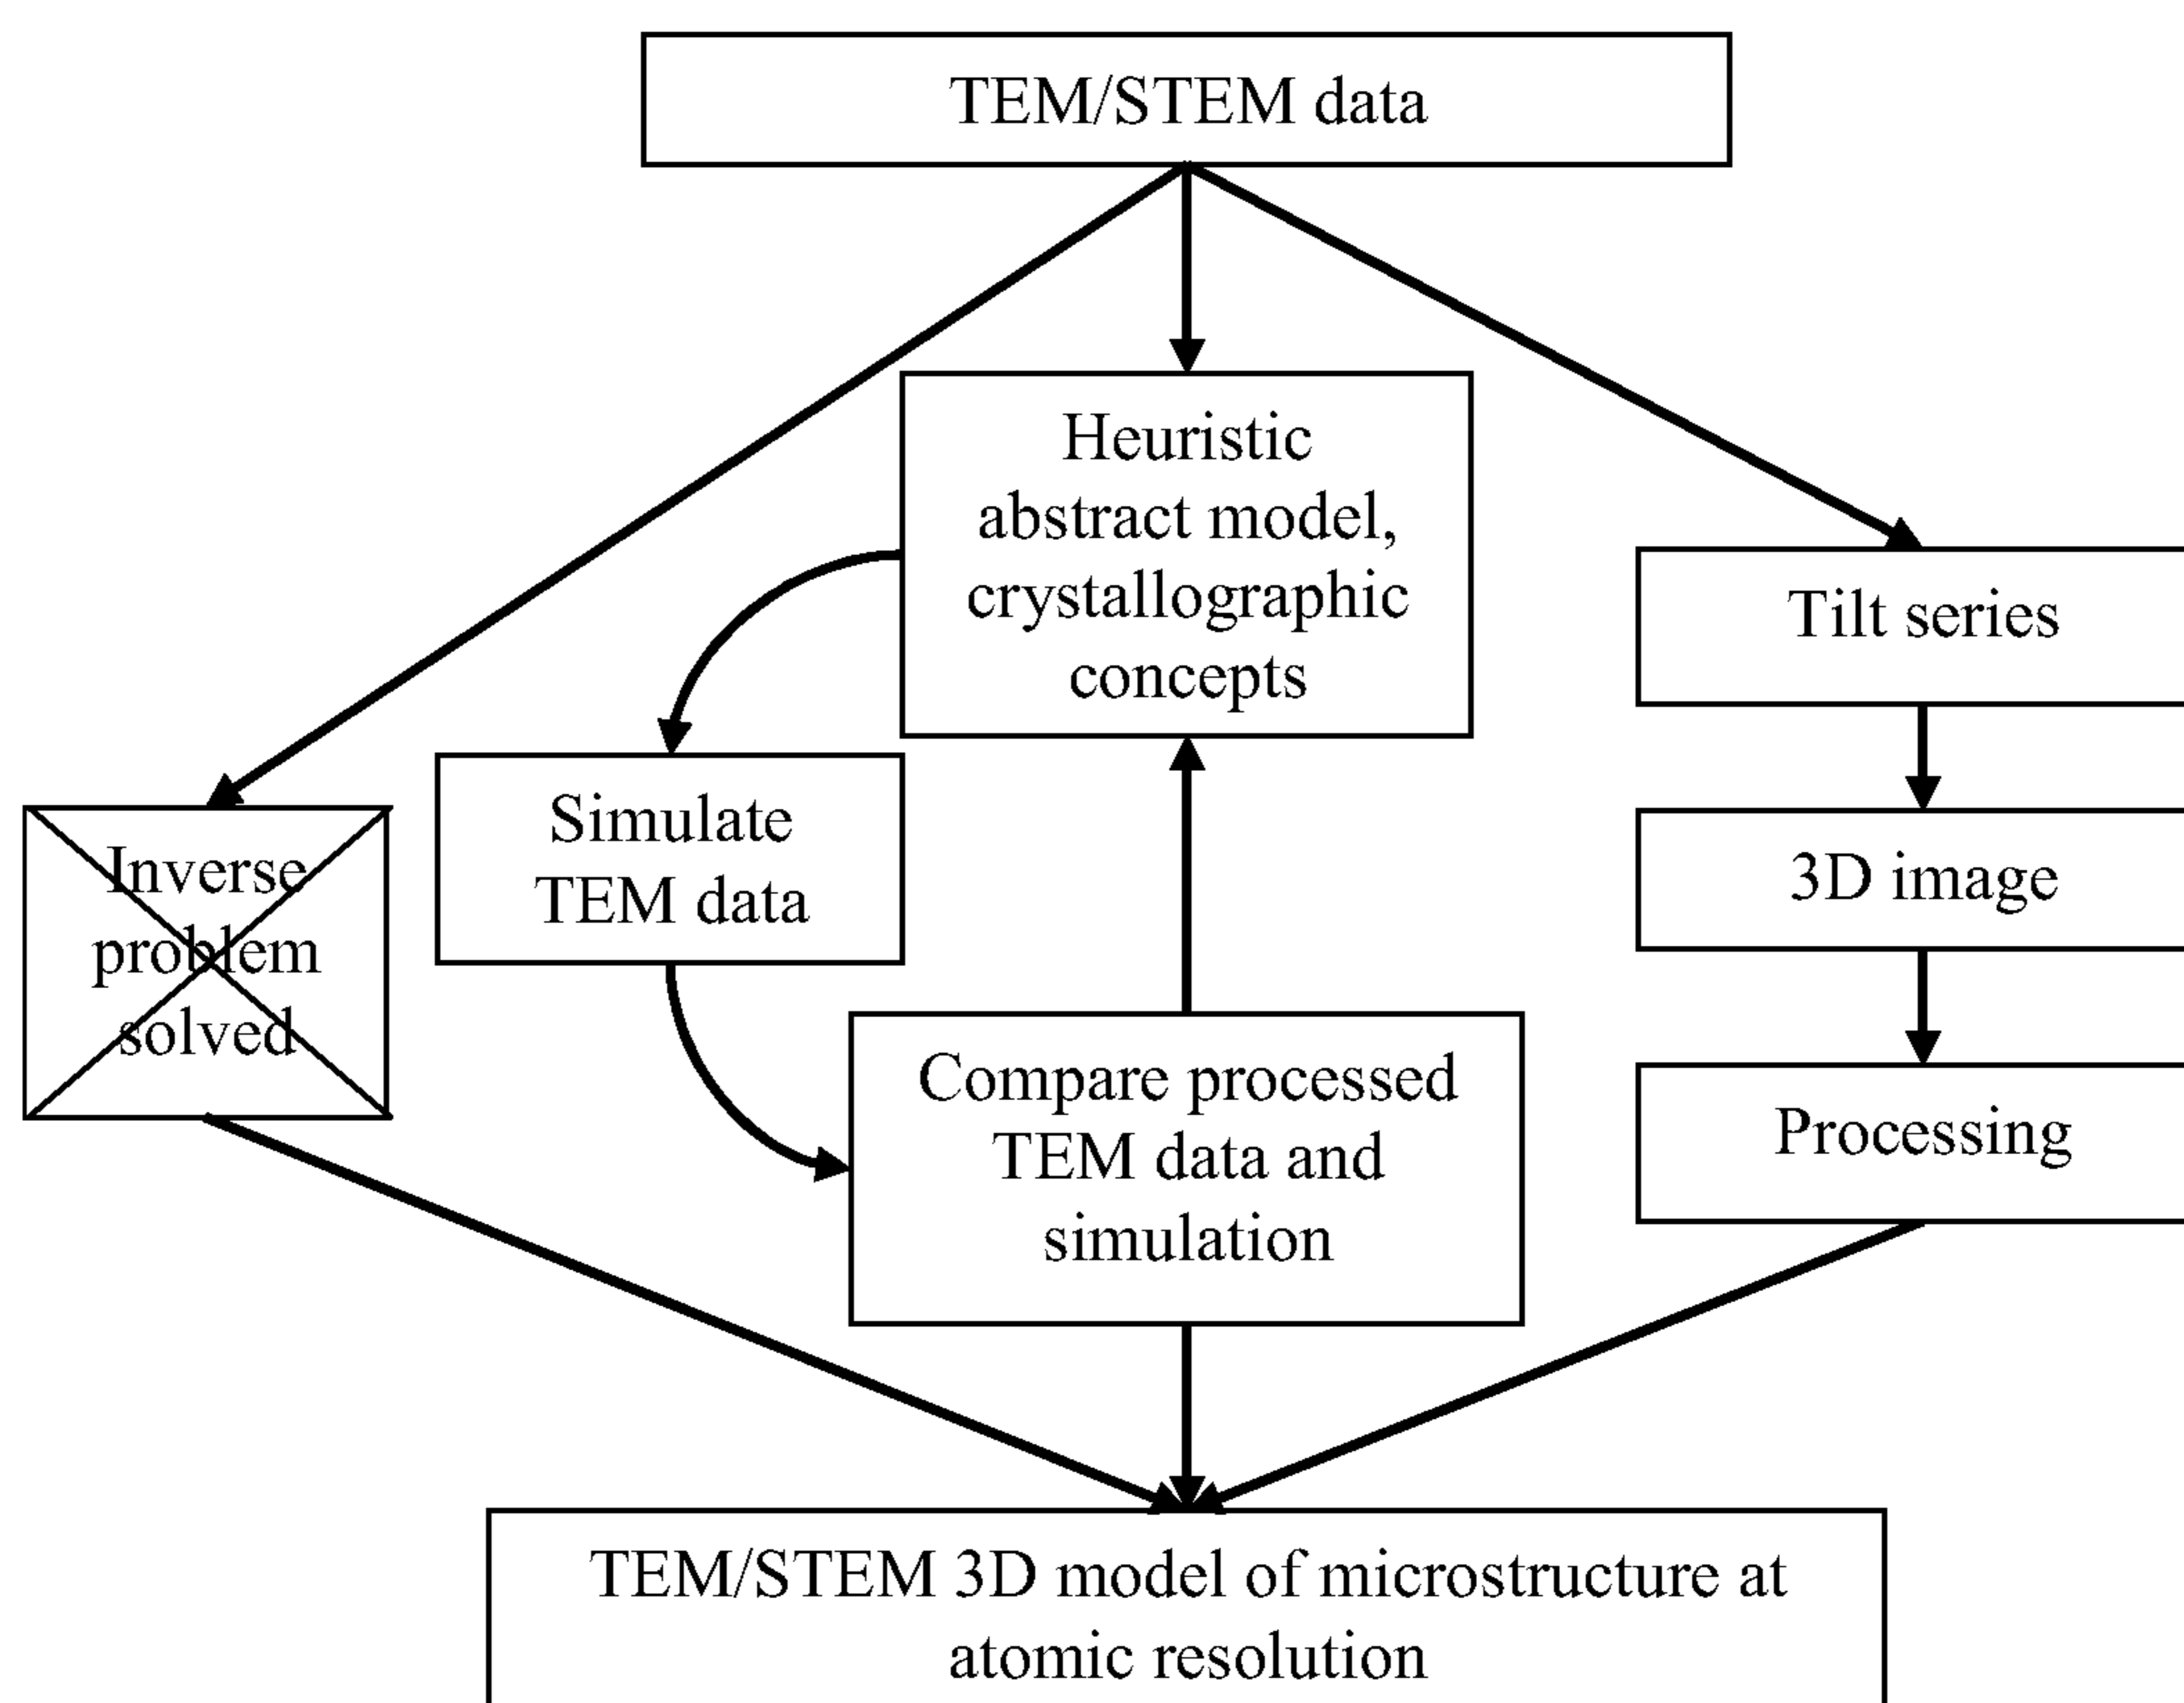 TEM/STEM data
Heuristic
abstract model,
crystallographic
concepts
Tilt series
Simulate
TEM data
Inverse
problem
solved
3D image
Compare processed
TEM data and
simulation
Processing
TEM/STEM 3D model of microstructure at
atomic resolution